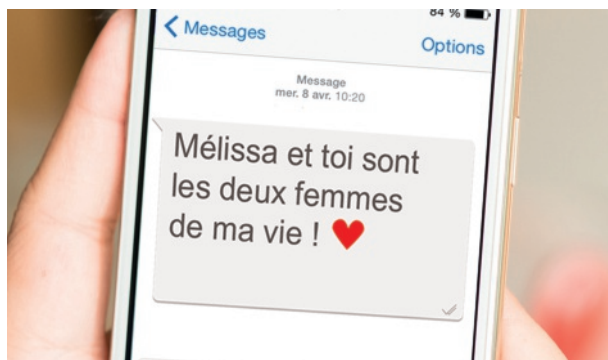 84 %
Messages
Options
Message
mer. 8 avr. 10:20
Mélissa et toi sont
les deux femmes
de ma vie ! ❤